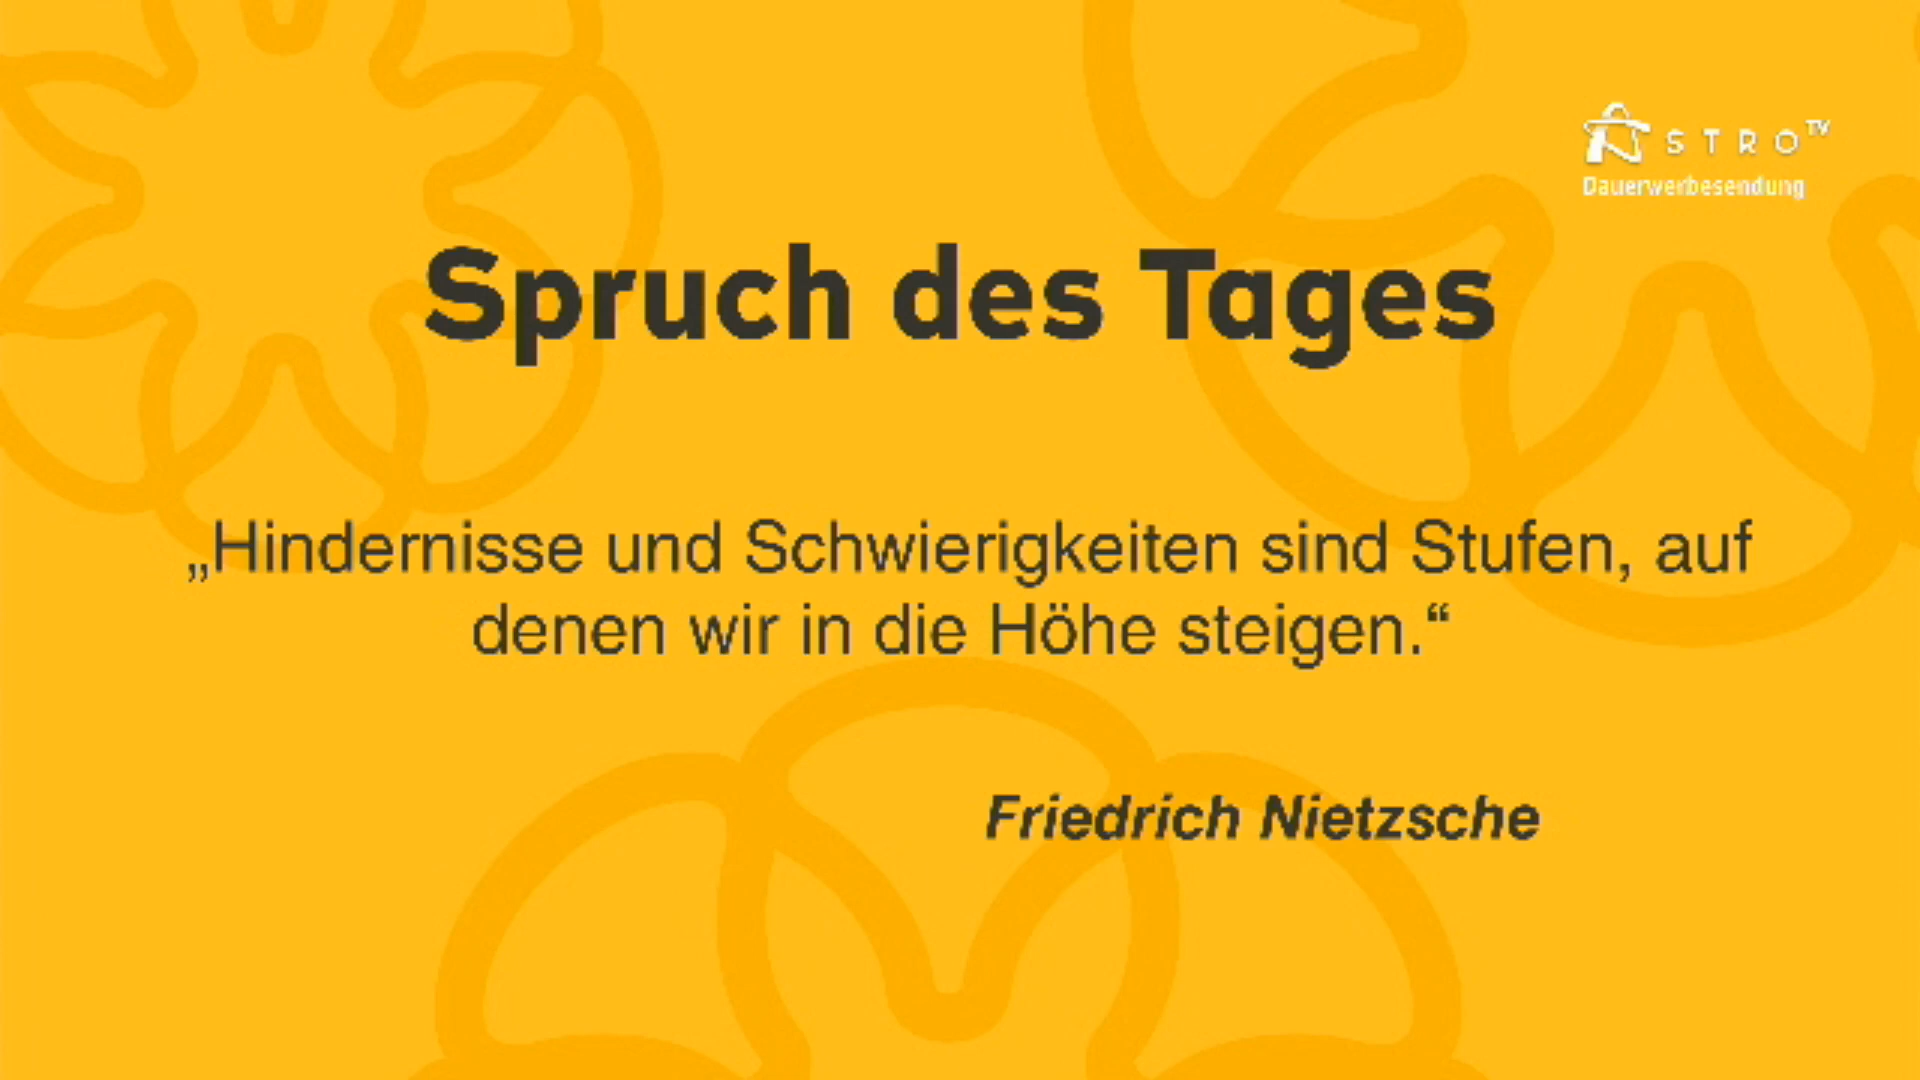 ASTRO TV
Dauerwerbesendung
Spruch des Tages
„Hindernisse und Schwierigkeiten sind Stufen, auf
denen wir in die Höhe steigen.“
Friedrich Nietzsche